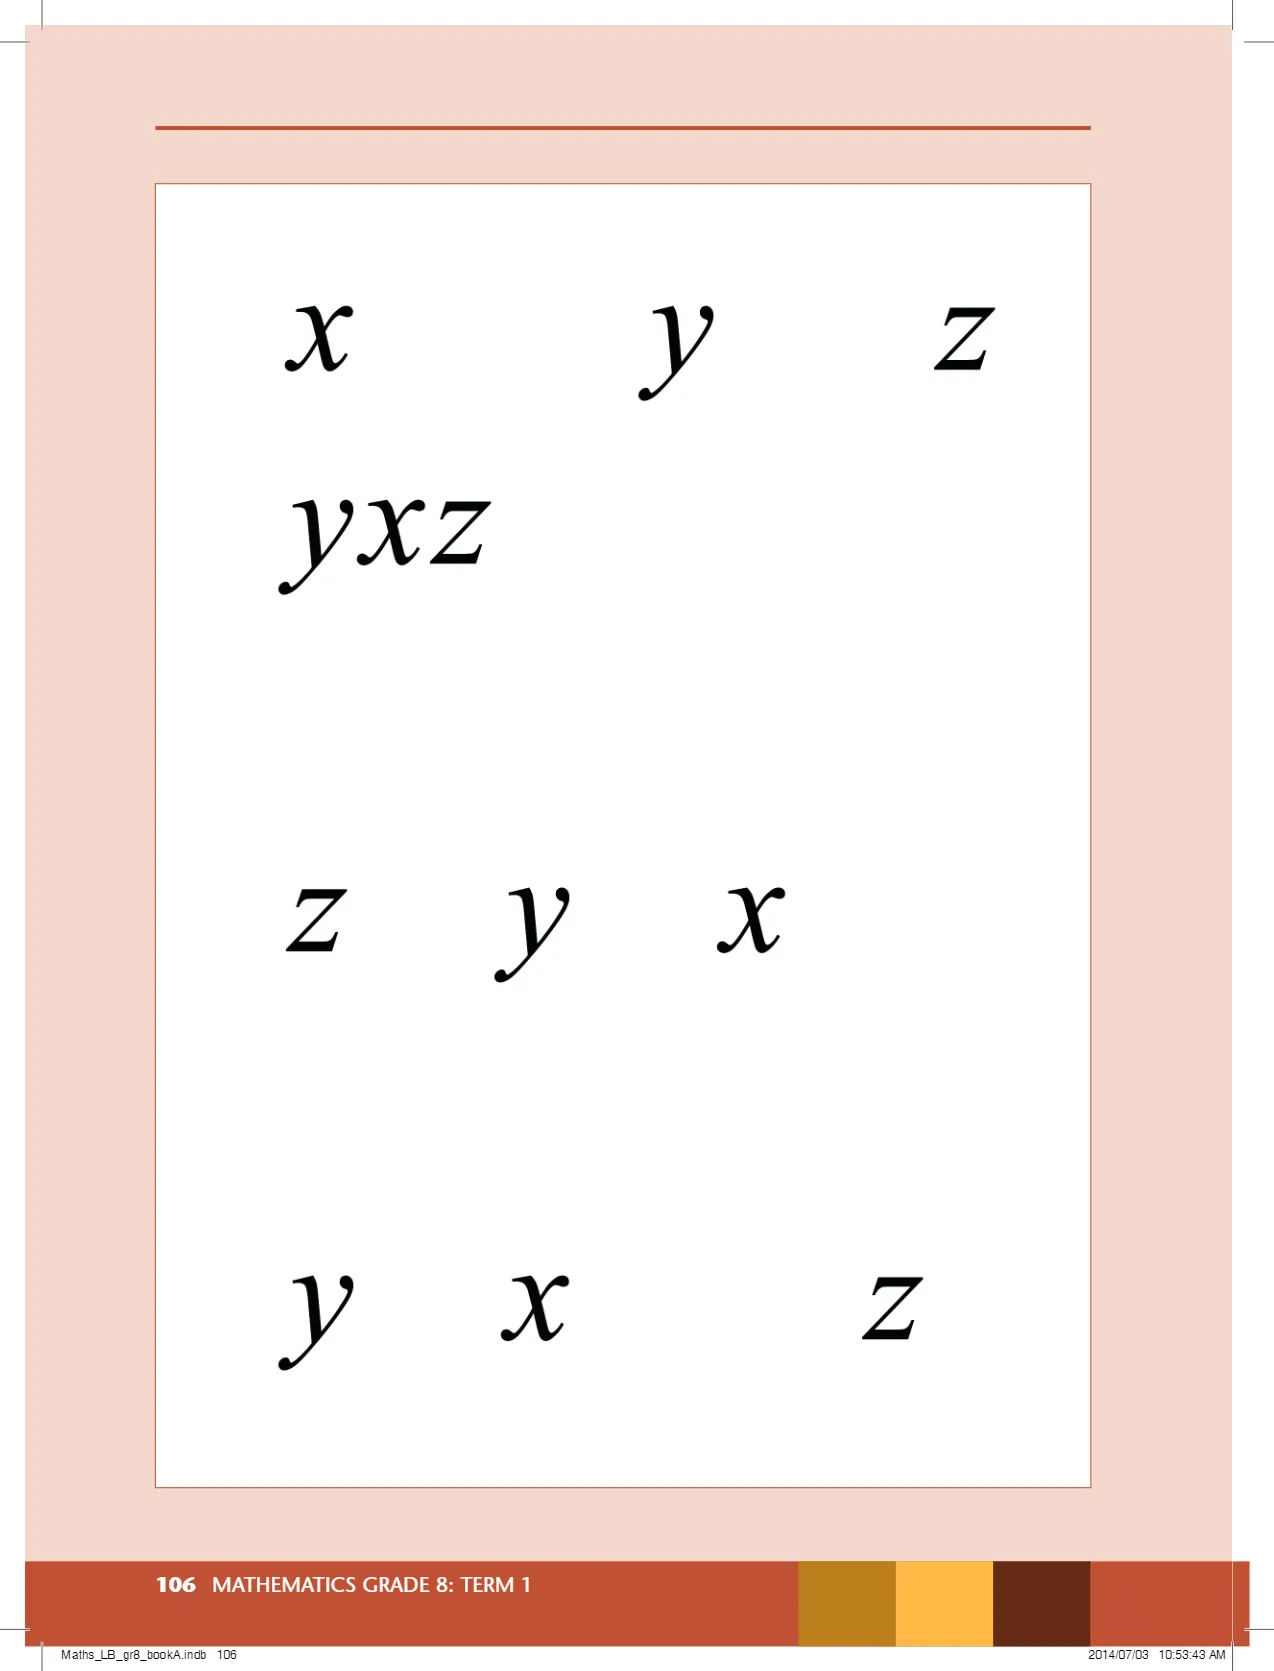 x y z
yxz
z y x
y x z
106 MATHEMATICS GRADE 8: TERM 1
Maths_LB_gr8_bookA.indb 106 2014/07/03 10:53:43 AM